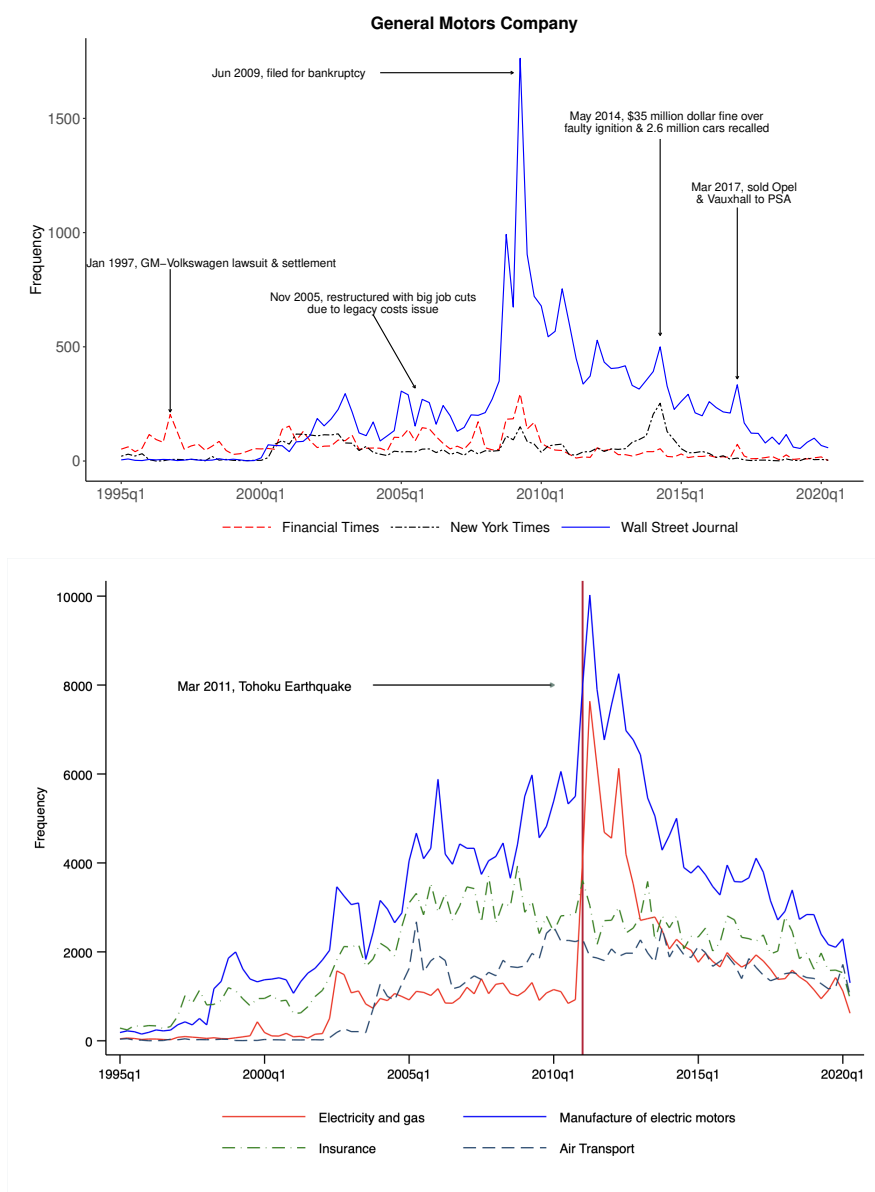 General Motors Company
Jun 2009, filed for bankruptcy
May 2014, $35 million dollar fine over
faulty ignition & 2.6 million cars recalled
Mar 2017, sold Opel
& Vauxhall to PSA
Jan 1997, GM−Volkswagen lawsuit & settlement
Nov 2005, restructured with big job cuts
due to legacy costs issue
Frequency
1500
1000
500
0
1995q1 2000q1 2005q1 2010q1 2015q1 2020q1
Financial Times New York Times Wall Street Journal
Mar 2011, Tohoku Earthquake
Frequency
10000
8000
6000
4000
2000
0
1995q1 2000q1 2005q1 2010q1 2015q1 2020q1
Electricity and gas Manufacture of electric motors
Insurance Air Transport